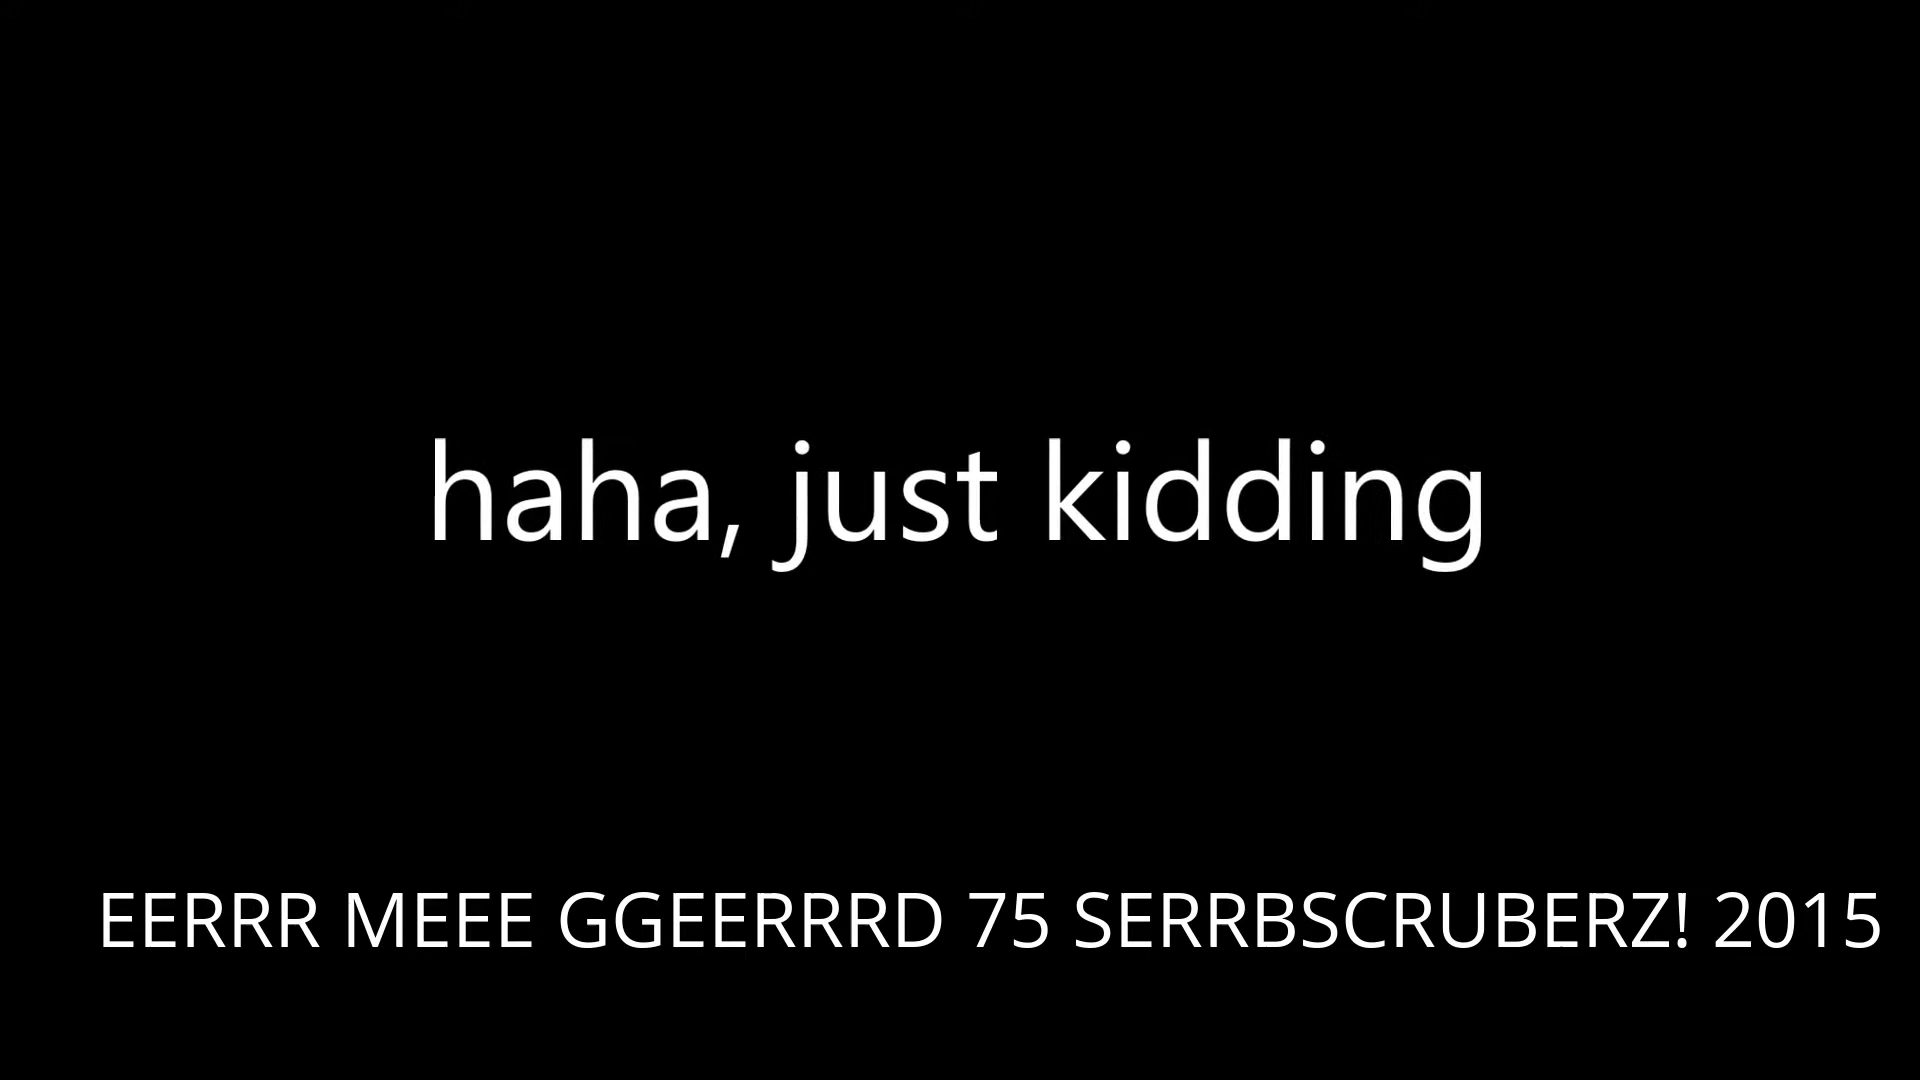 haha, just kidding
EERRR MEEE GGEERRRD 75 SERRBSCRUBERZ! 2015